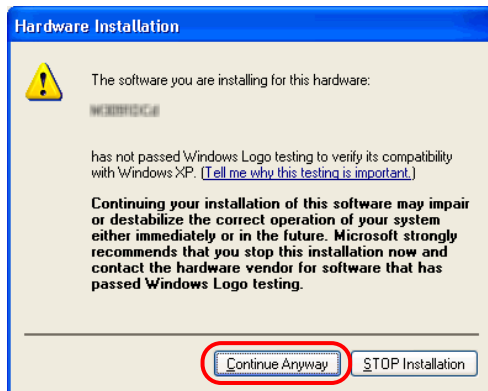 Hardware Installation
The software you are installing for this hardware:
has not passed Windows Logo testing to verify its compatibility
with Windows XP. (Tell me why this testing is important.)
Continuing your installation of this software may impair
or destabilize the correct operation of your system
either immediately or in the future. Microsoft strongly
recommends that you stop this installation now and
contact the hardware vendor for software that has
passed Windows Logo testing.
Continue Anyway
STOP Installation